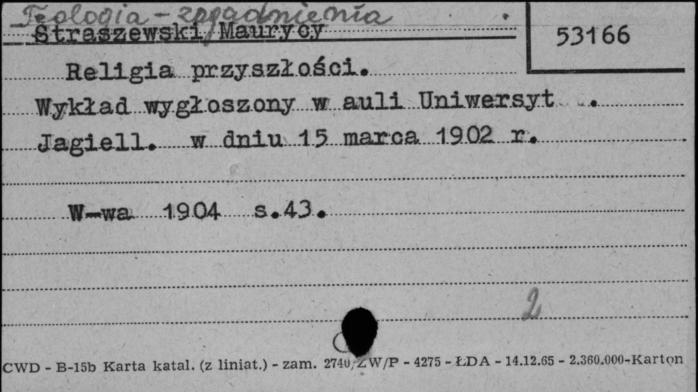 Teologia - zagadnienia
Straszewski Maurycy
53166
Religia przyszłości.
Wykład wygłoszony w auli Uniwersyt .
Jagiell. w dniu 15 marca 1902 r.
W-wa 1904 s.43.
2
CWD - B-15b Karta katal. (z liniat.) - zam. 2740/ZW/P - 4275 - ŁDA - 14.12.65 - 2.360.000-Karton